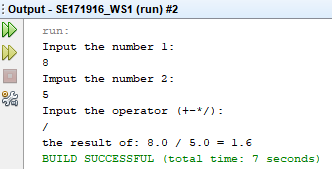 Output - SE171916_WS1 (run) #2
run:
Input the number 1:
8
Imput the number 2:
5
Input the operator (+-*/):
/
the result of: 8.0 / 5.0 = 1.6
BUILD SUCCESSFUL (total time: 7 seconds)